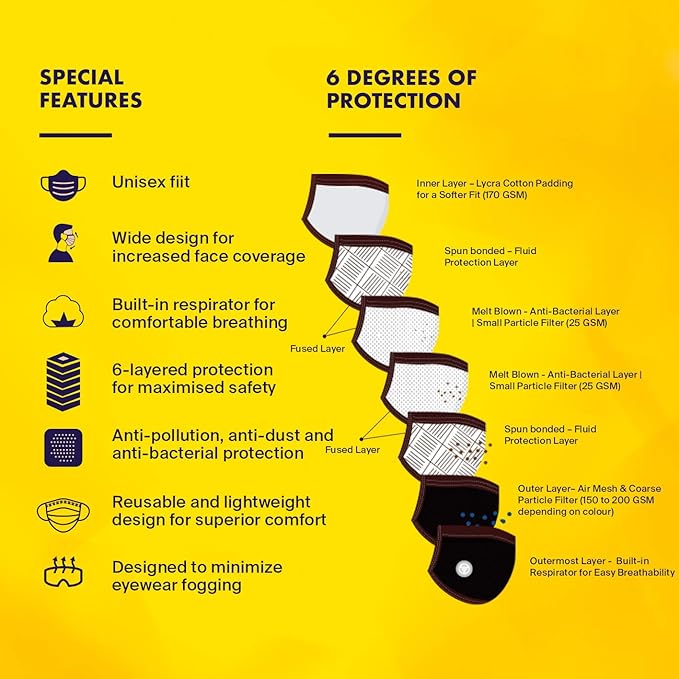 SPECIAL
FEATURES
Unisex fiit
Wide design for
increased face coverage
Built-in respirator for
comfortable breathing
6-layered protection
for maximised safety
Anti-pollution, anti-dust and
anti-bacterial protection
Reusable and lightweight
design for superior comfort
Designed to minimize
eyewear fogging
6 DEGREES OF
PROTECTION
Inner Layer – Lycra Cotton Padding
for a Softer Fit (170 GSM)
Spun bonded – Fluid
Protection Layer
Melt Blown - Anti-Bacterial Layer
| Small Particle Filter (25 GSM)
Fused Layer
Melt Blown - Anti-Bacterial Layer |
Small Particle Filter (25 GSM)
Spun bonded – Fluid
Protection Layer
Fused Layer
Outer Layer– Air Mesh & Coarse
Particle Filter (150 to 200 GSM
depending on colour)
Outermost Layer - Built-in
Respirator for Easy Breathability